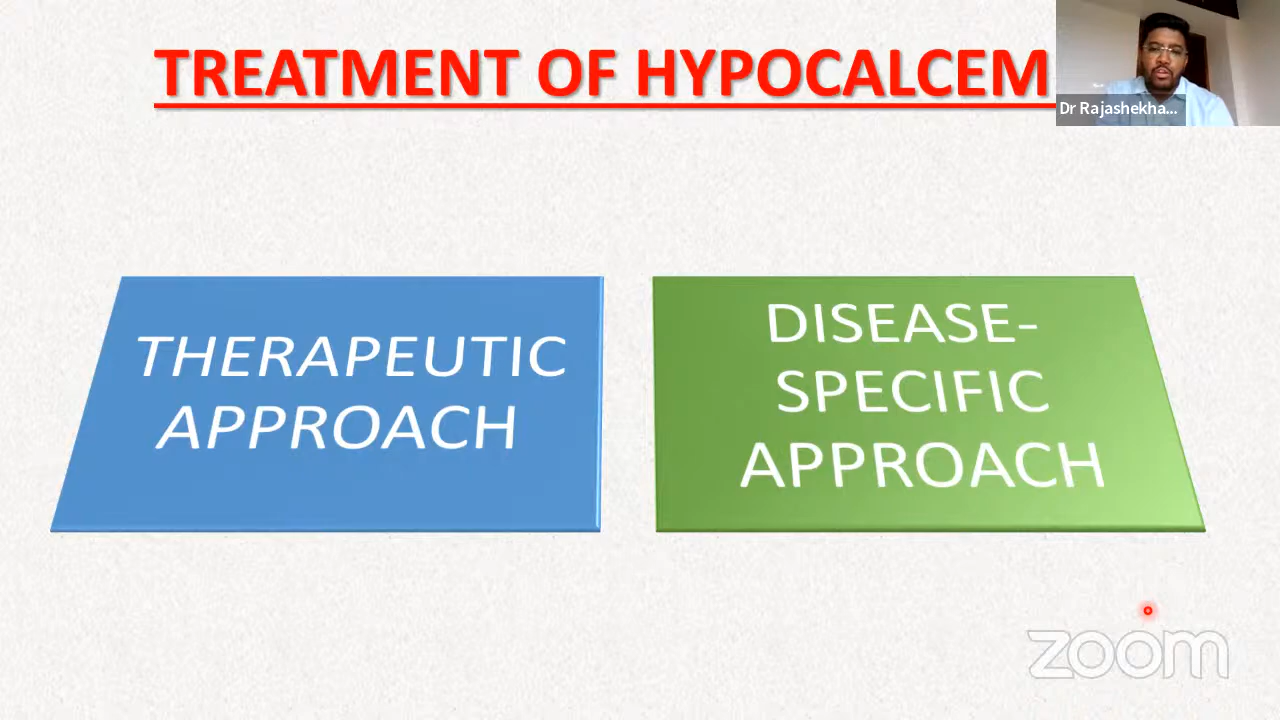 TREATMENT OF HYPOCALCEM
Dr Rajashekha...
THERAPEUTIC
APPROACH
DISEASE-
SPECIFIC
APPROACH
zoom